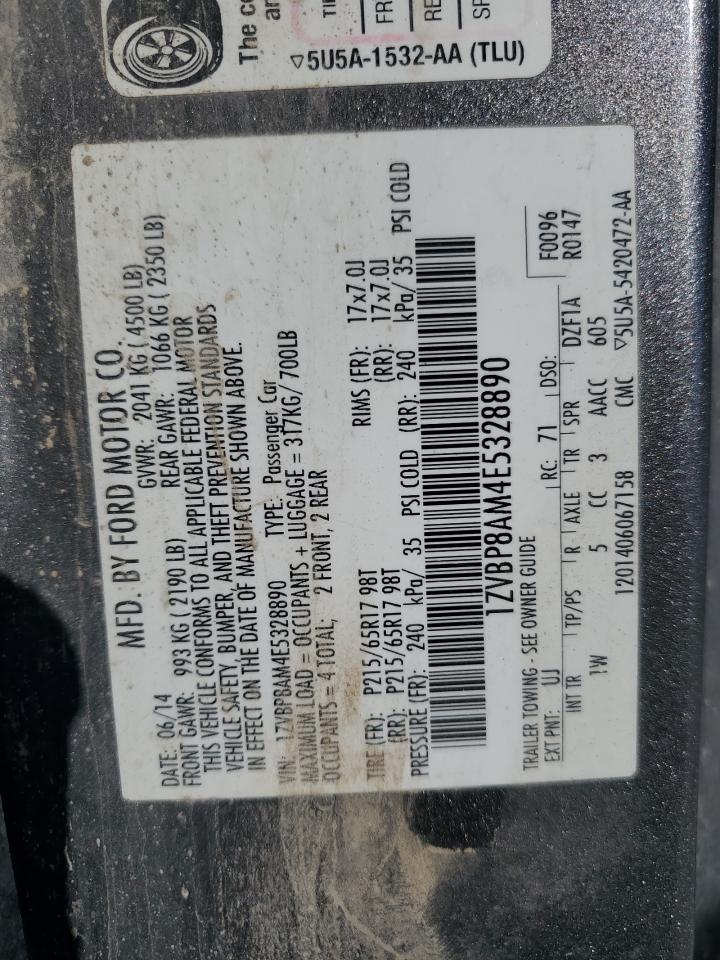 The co
an
TI
FR
RE
SP
▽5U5A-1532-AA (TLU)
MFD. BY FORD MOTOR CO.
DATE: 06/14 GVWR: 2041 KG ( 4500 LB)
FRONT GAWR: 993 KG ( 2190 LB) REAR GAWR: 1066 KG ( 2350 LB)
THIS VEHICLE CONFORMS TO ALL APPLICABLE FEDERAL MOTOR
VEHICLE SAFETY, BUMPER, AND THEFT PREVENTION STANDARDS
IN EFFECT ON THE DATE OF MANUFACTURE SHOWN ABOVE.
VIN: 1ZVBP8AM4E5328890 TYPE: Passenger Car
MAXIMUM LOAD = OCCUPANTS + LUGGAGE = 317KG/ 700LB
OCCUPANTS = 4 TOTAL; 2 FRONT, 2 REAR
TIRE (FR): P215/65R17 98T RIMS (FR): 17x7.0J
(RR): P215/65R17 98T (RR): 17x7.0J
PRESSURE (FR): 240 kPa/ 35 PSI COLD (RR): 240 kPa/ 35 PSI COLD
1ZVBP8AM4E5328890
TRAILER TOWING - SEE OWNER GUIDE
EXT PNT: UJ RC: 71 DSO: F0096
INT TR TP/PS R AXLE TR SPR DZF1A R0147
1W 5 CC 3 AACC 605
1201406067158 CMC ▽5U5A-5420472-AA